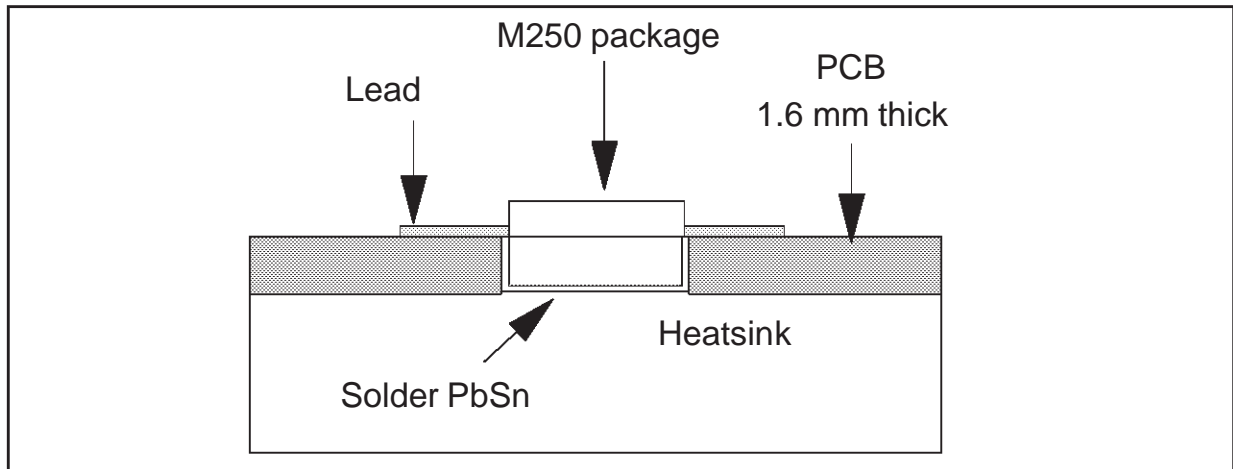 M250 package
Lead
PCB
1.6 mm thick
Heatsink
Solder PbSn